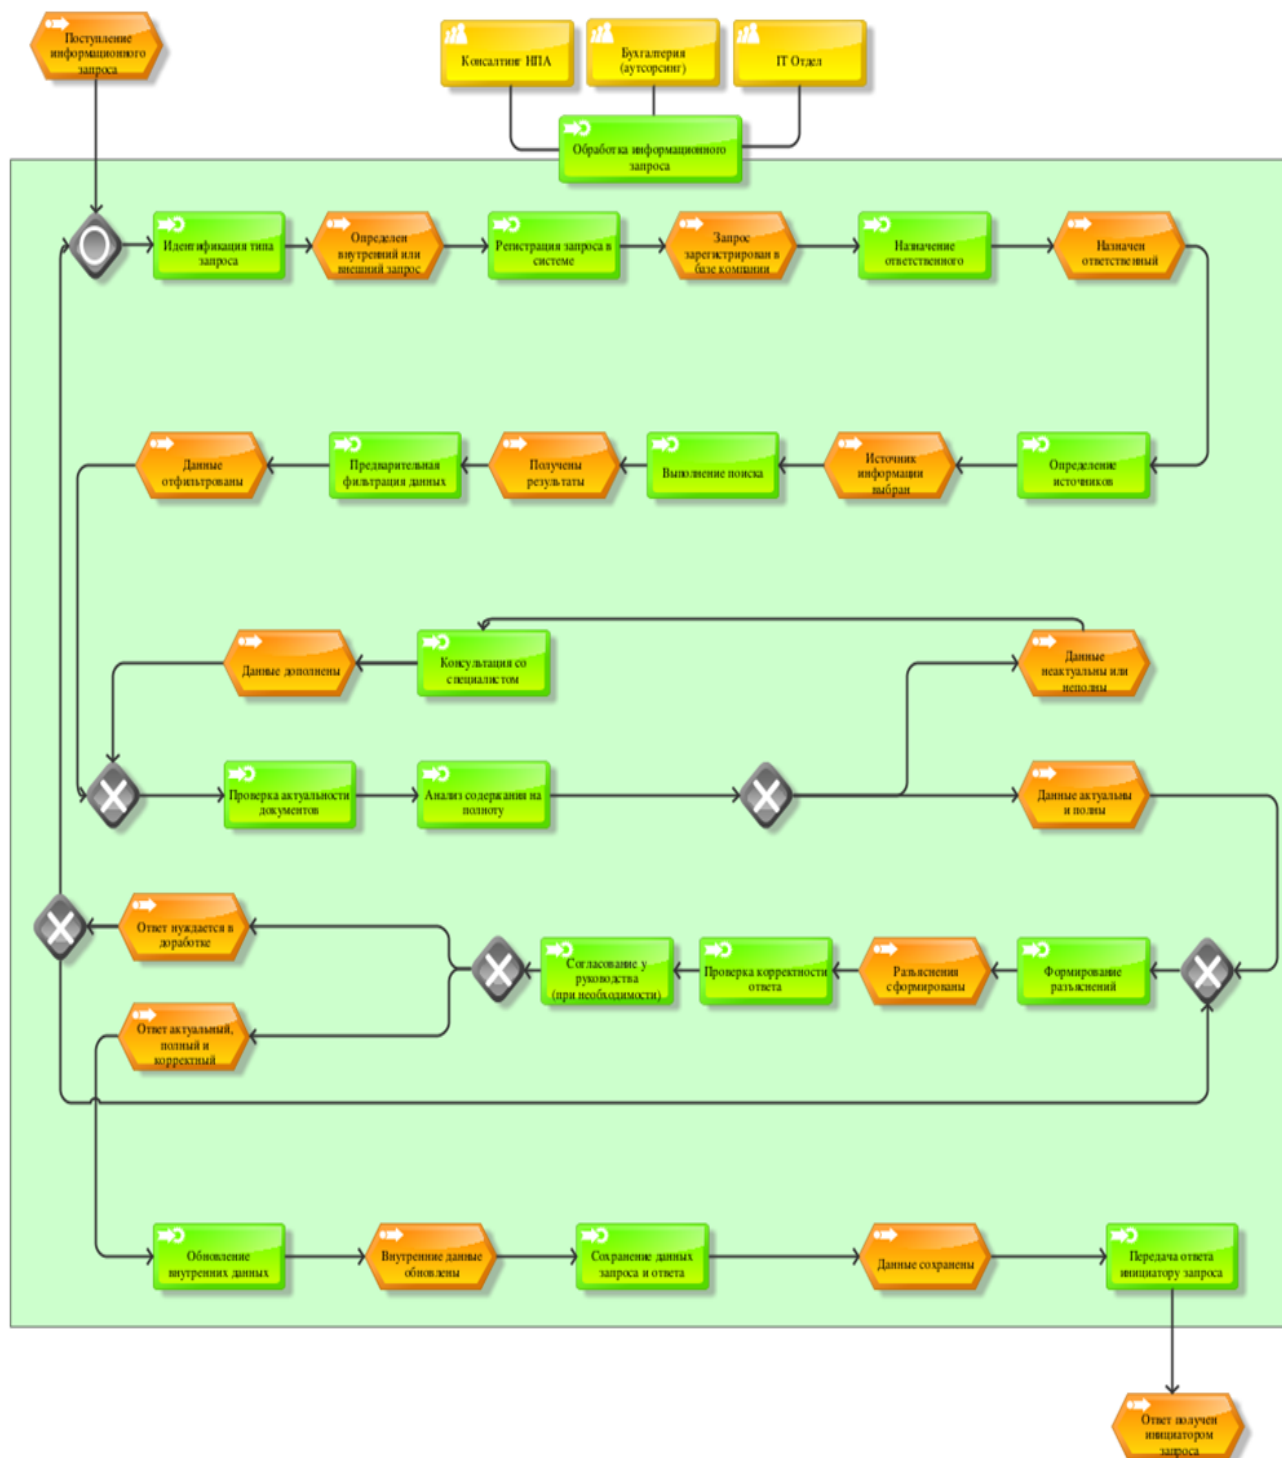 Поступление
информационного
запроса
Консалтинг НПА
Бухгалтерия
(аутсорсинг)
IT Отдел
Обработка информационного
запроса
Идентификация типа
запроса
Определен
внутренний или
внешний запрос
Регистрация запроса в
системе
Запрос
зарегистрирован в
базе компании
Назначение
ответственного
Назначен
ответственный
Данные
отфильтрованы
Предварительная
фильтрация данных
Получены
результаты
Выполнение поиска
Источник
информации
выбран
Определение
источников
Данные дополнены
Консультация со
специалистом
Данные
неактуальны или
неполны
Проверка актуальности
документов
Анализ содержания на
полноту
Данные актуальны
и полны
Ответ нуждается в
доработке
Согласование у
руководства
(при необходимости)
Проверка корректности
ответа
Разъяснения
сформированы
Формирование
разъяснений
Ответ актуальный,
полный и
корректный
Обновление
внутренних данных
Внутренние данные
обновлены
Сохранение данных
запроса и ответа
Данные сохранены
Передача ответа
инициатору запроса
Ответ получен
инициатором
запроса